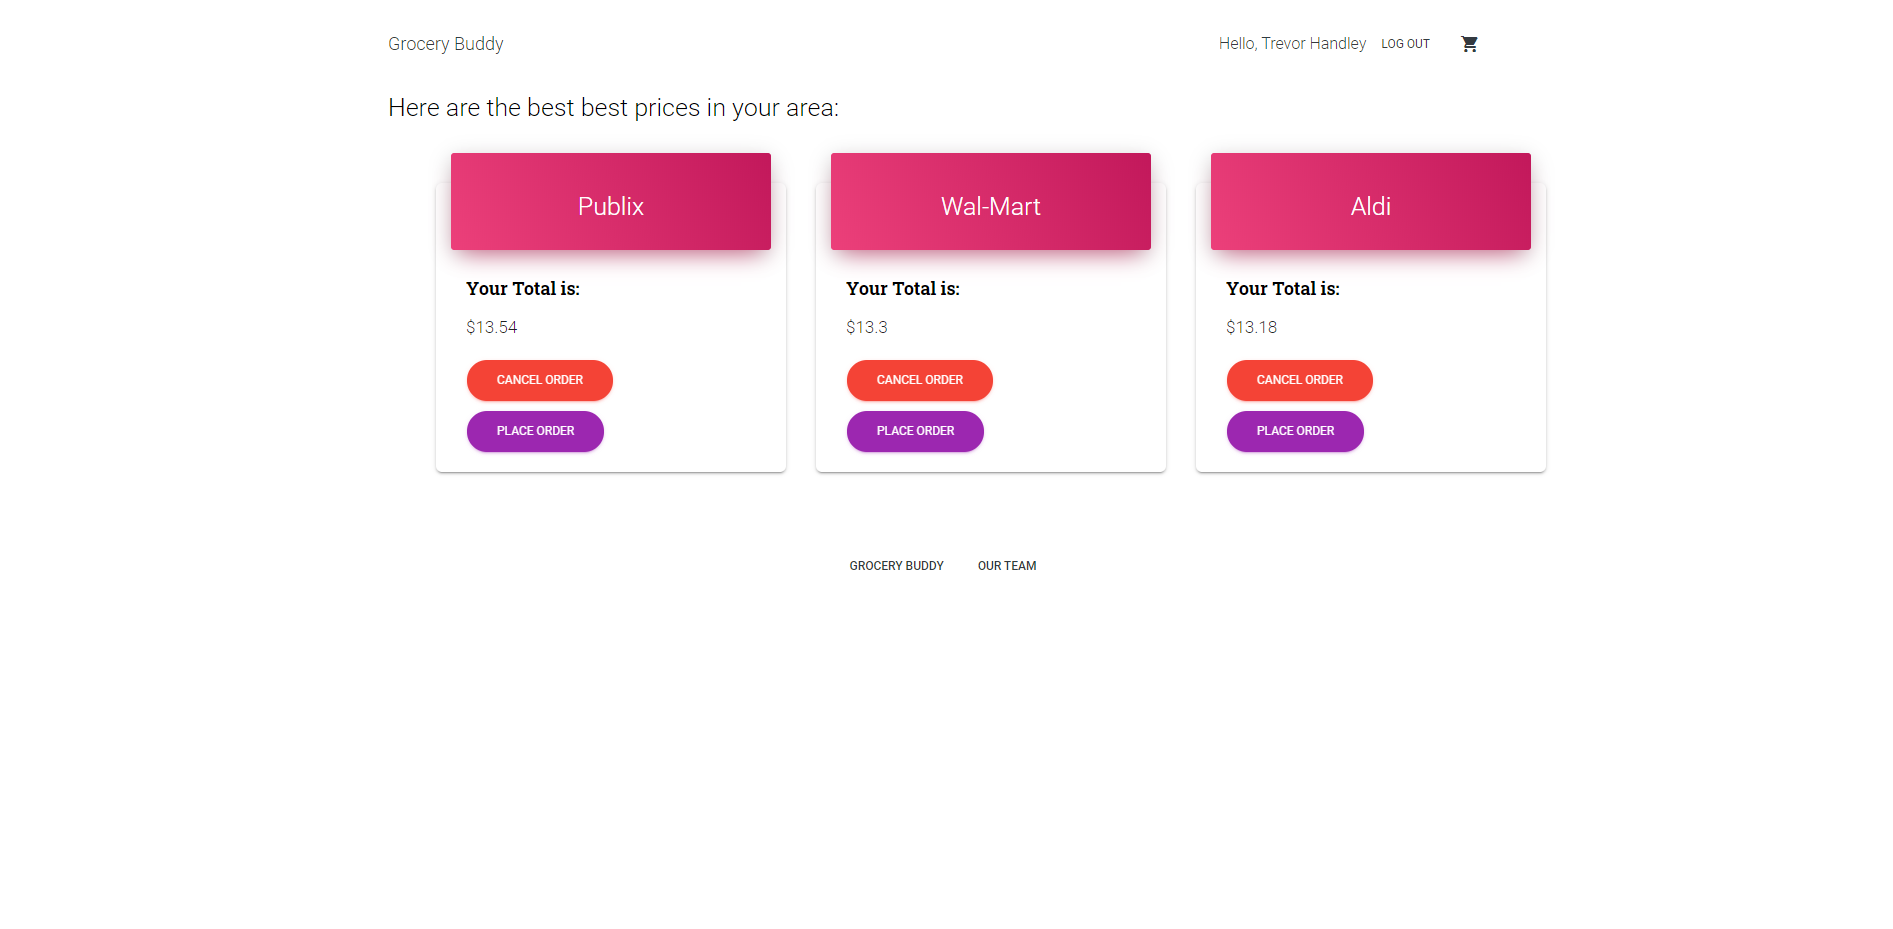 Grocery Buddy
Hello, Trevor Handley LOG OUT
Here are the best best prices in your area:
Publix
Your Total is:
$13.54
CANCEL ORDER
PLACE ORDER
Wal-Mart
Your Total is:
$13.3
CANCEL ORDER
PLACE ORDER
Aldi
Your Total is:
$13.18
CANCEL ORDER
PLACE ORDER
GROCERY BUDDY OUR TEAM